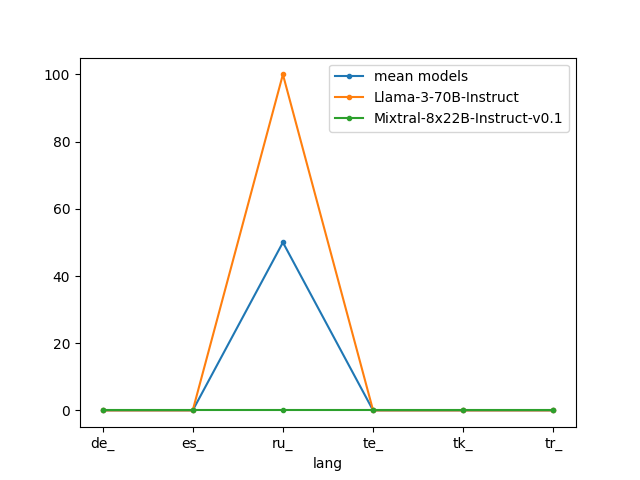 mean models
Llama-3-70B-Instruct
Mixtral-8x22B-Instruct-v0.1
100
80
60
40
20
0
de_ es_ ru_ te_ tk_ tr_
lang